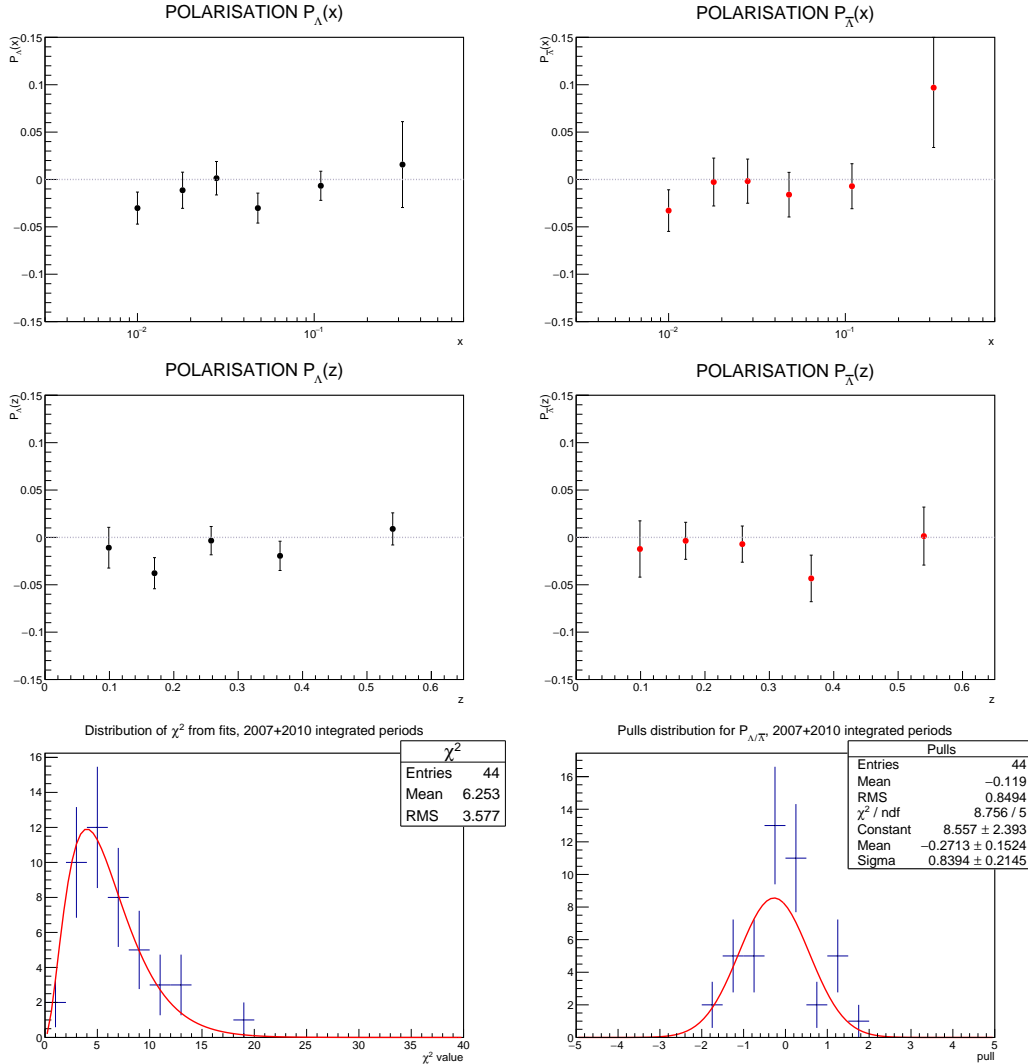 POLARISATION P_Λ(x)
P_Λ(x)
0.15
0.1
0.05
0
−0.05
−0.1
−0.15
10⁻² 10⁻¹
x
POLARISATION P_Λ̅(x)
P_Λ̅(x)
0.15
0.1
0.05
0
−0.05
−0.1
−0.15
10⁻² 10⁻¹
x
POLARISATION P_Λ(z)
P_Λ(z)
0.15
0.1
0.05
0
−0.05
−0.1
−0.15
0 0.1 0.2 0.3 0.4 0.5 0.6
z
POLARISATION P_Λ̅(z)
P_Λ̅(z)
0.15
0.1
0.05
0
−0.05
−0.1
−0.15
0 0.1 0.2 0.3 0.4 0.5 0.6
z
Distribution of χ² from fits, 2007+2010 integrated periods
χ²
Entries 44
Mean 6.253
RMS 3.577
16
14
12
10
8
6
4
2
0
0 5 10 15 20 25 30 35 40
χ² value
Pulls distribution for P_Λ/Λ̅, 2007+2010 integrated periods
Pulls
Entries 44
Mean −0.119
RMS 0.8494
χ² / ndf 8.756 / 5
Constant 8.557 ± 2.393
Mean −0.2713 ± 0.1524
Sigma 0.8394 ± 0.2145
16
14
12
10
8
6
4
2
0
−5 −4 −3 −2 −1 0 1 2 3 4 5
pull